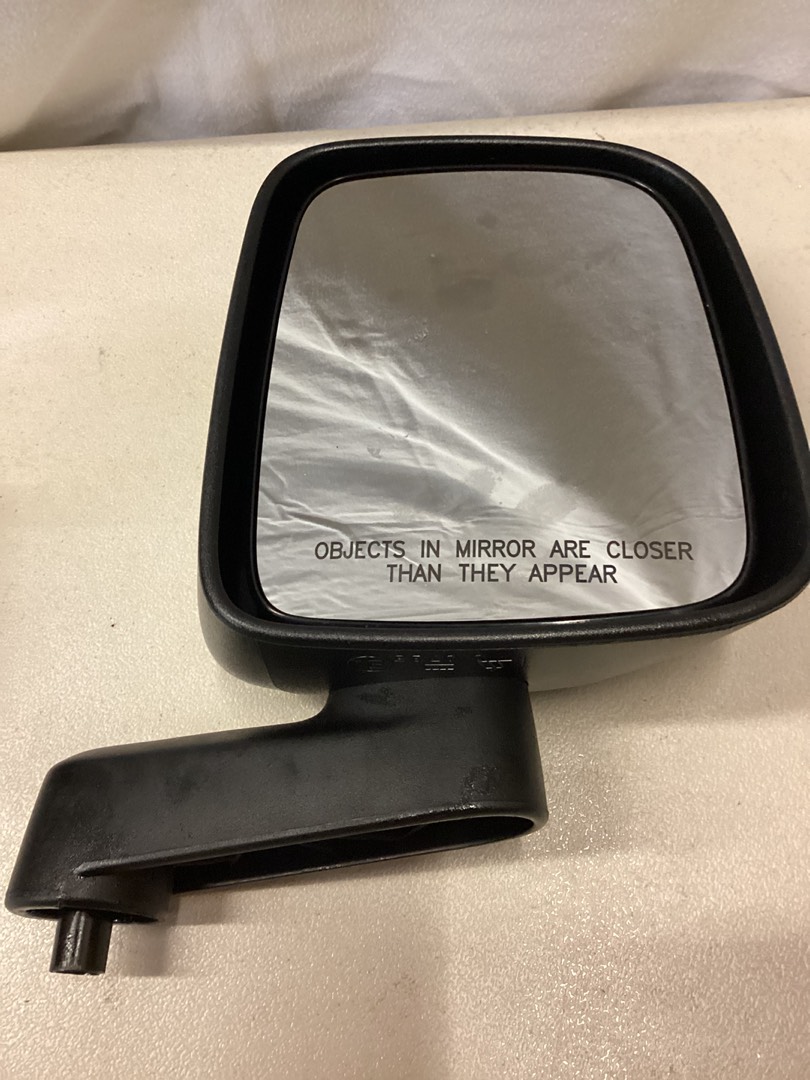 OBJECTS IN MIRROR ARE CLOSER
THAN THEY APPEAR